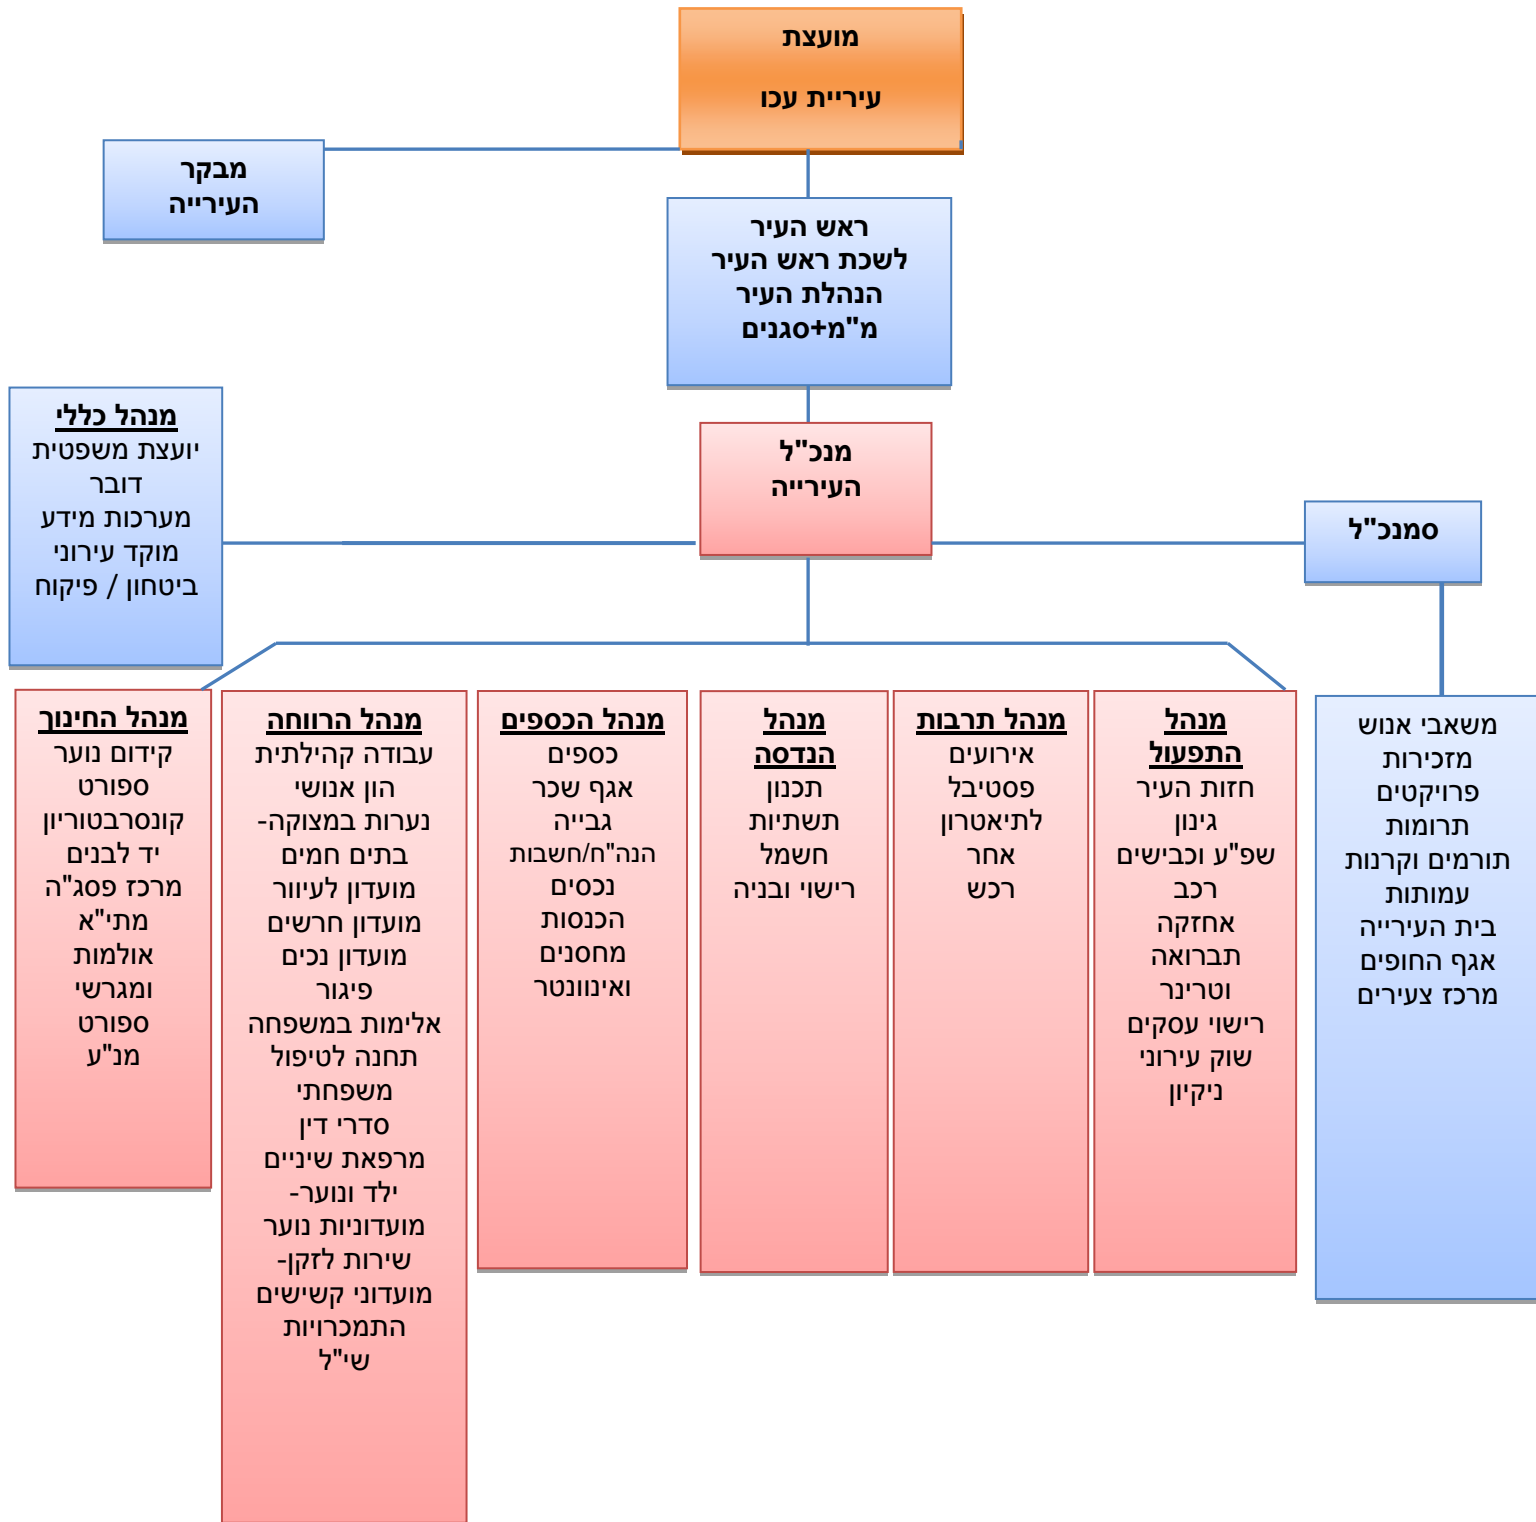 מועצת
עיריית עכו
מבקר
העירייה
ראש העיר
לשכת ראש העיר
הנהלת העיר
מ"מ+סגנים
מנהל כללי
יועצת משפטית
דובר
מערכות מידע
מוקד עירוני
ביטחון / פיקוח
מנכ"ל
העירייה
סמנכ"ל
משאבי אנוש
מזכירות
פרויקטים
תרומות
תורמים וקרנות
עמותות
בית העירייה
אגף החופים
מרכז צעירים
מנהל
התפעול
חזות העיר
גינון
שפ"ע וכבישים
רכב
אחזקה
תברואה
וטרינר
רישוי עסקים
שוק עירוני
ניקיון
מנהל תרבות
אירועים
פסטיבל
לתיאטרון
אחר
רכש
מנהל
הנדסה
תכנון
תשתיות
חשמל
רישוי ובניה
מנהל הכספים
כספים
אגף שכר
גבייה
הנה"ח/חשבות
נכסים
הכנסות
מחסנים
ואינוונטר
מנהל הרווחה
עבודה קהילתית
הון אנושי
נערות במצוקה-
בתים חמים
מועדון לעיוור
מועדון חרשים
מועדון נכים
פיגור
אלימות במשפחה
תחנה לטיפול
משפחתי
סדרי דין
מרפאת שיניים
ילד ונוער-
מועדוניות נוער
שירות לזקן-
מועדוני קשישים
התמכרויות
שי"ל
מנהל החינוך
קידום נוער
ספורט
קונסרבטוריון
יד לבנים
מרכז פסג"ה
מתי"א
אולמות
ומגרשי
ספורט
מנ"ע